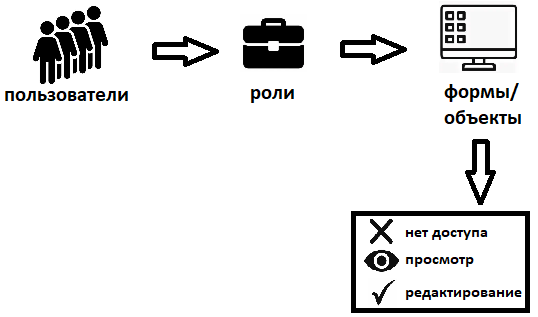 пользователи
роли
формы/
объекты
нет доступа
просмотр
редактирование